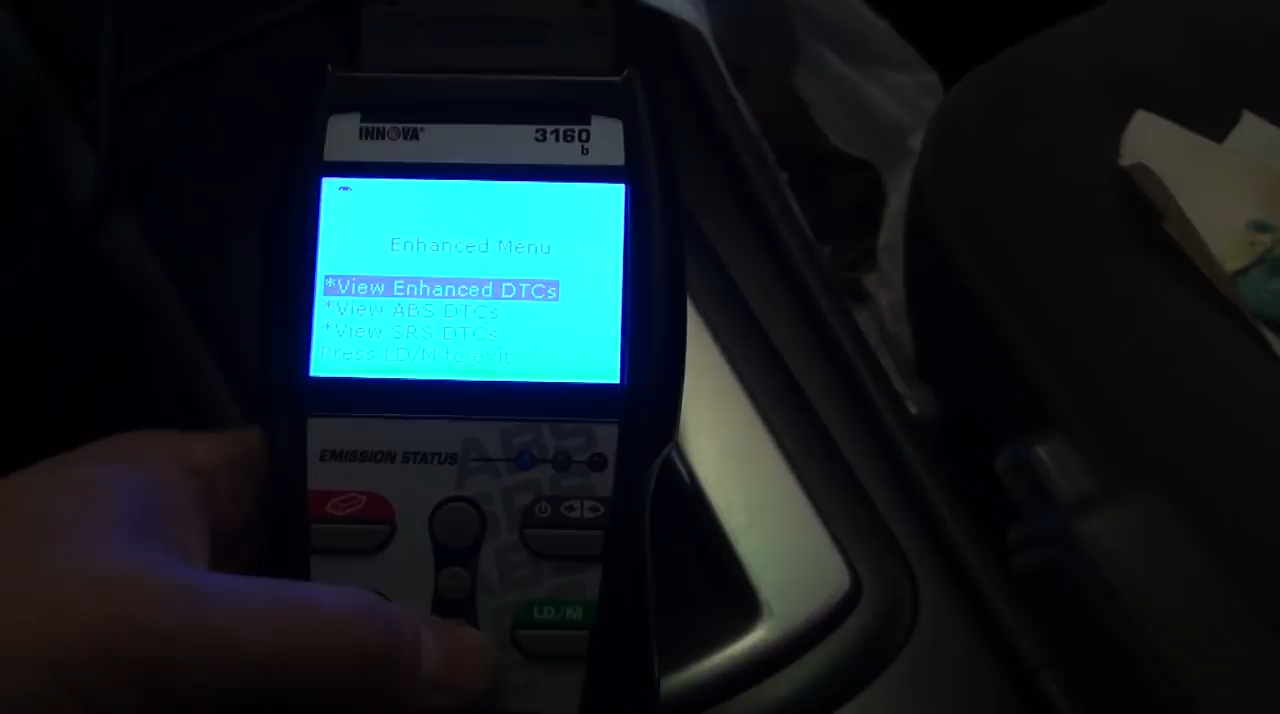 INNOVA®
3160
b
Enhanced Menu
*View Enhanced DTCs
*View ABS DTCs
*View SRS DTCs
Press LD/M to exit
EMISSION STATUS
ABS
LD/M